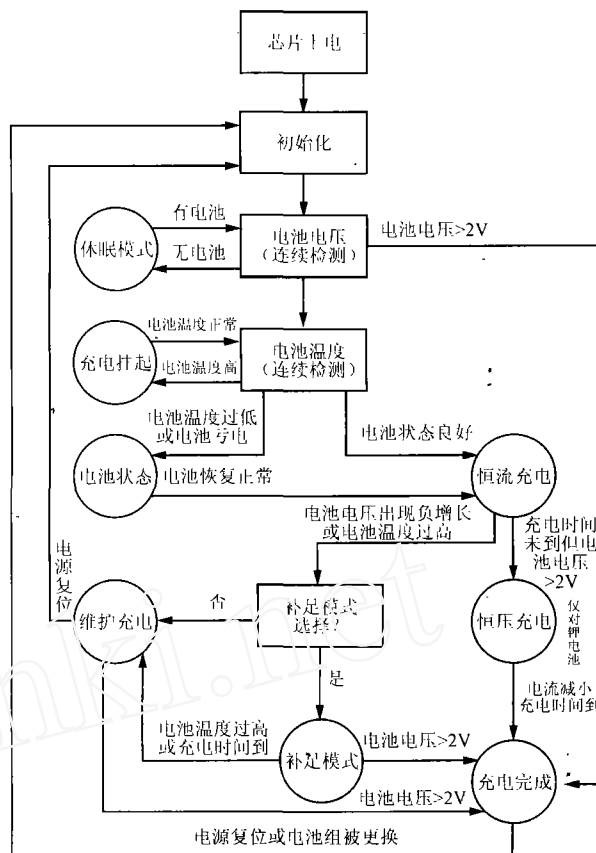 芯片上电
初始化
有电池
休眠模式
无电池
电池电压
(连续检测)
电池电压>2V
电池温度正常
充电挂起
电池温度高
电池温度
(连续检测)
电池温度过低
或电池亏电
电池状态良好
电池状态
电池恢复正常
恒流充电
电池电压出现负增长
或电池温度过高
充电时间
未到但电
池电压
>2V
电源复位
维护充电
否
补足模式
选择?
恒压充电
仅对锂电池
是
电流减小
充电时间到
电池温度过高
或充电时间到
补足模式
电池电压>2V
充电完成
电池电压>2V
电源复位或电池组被更换